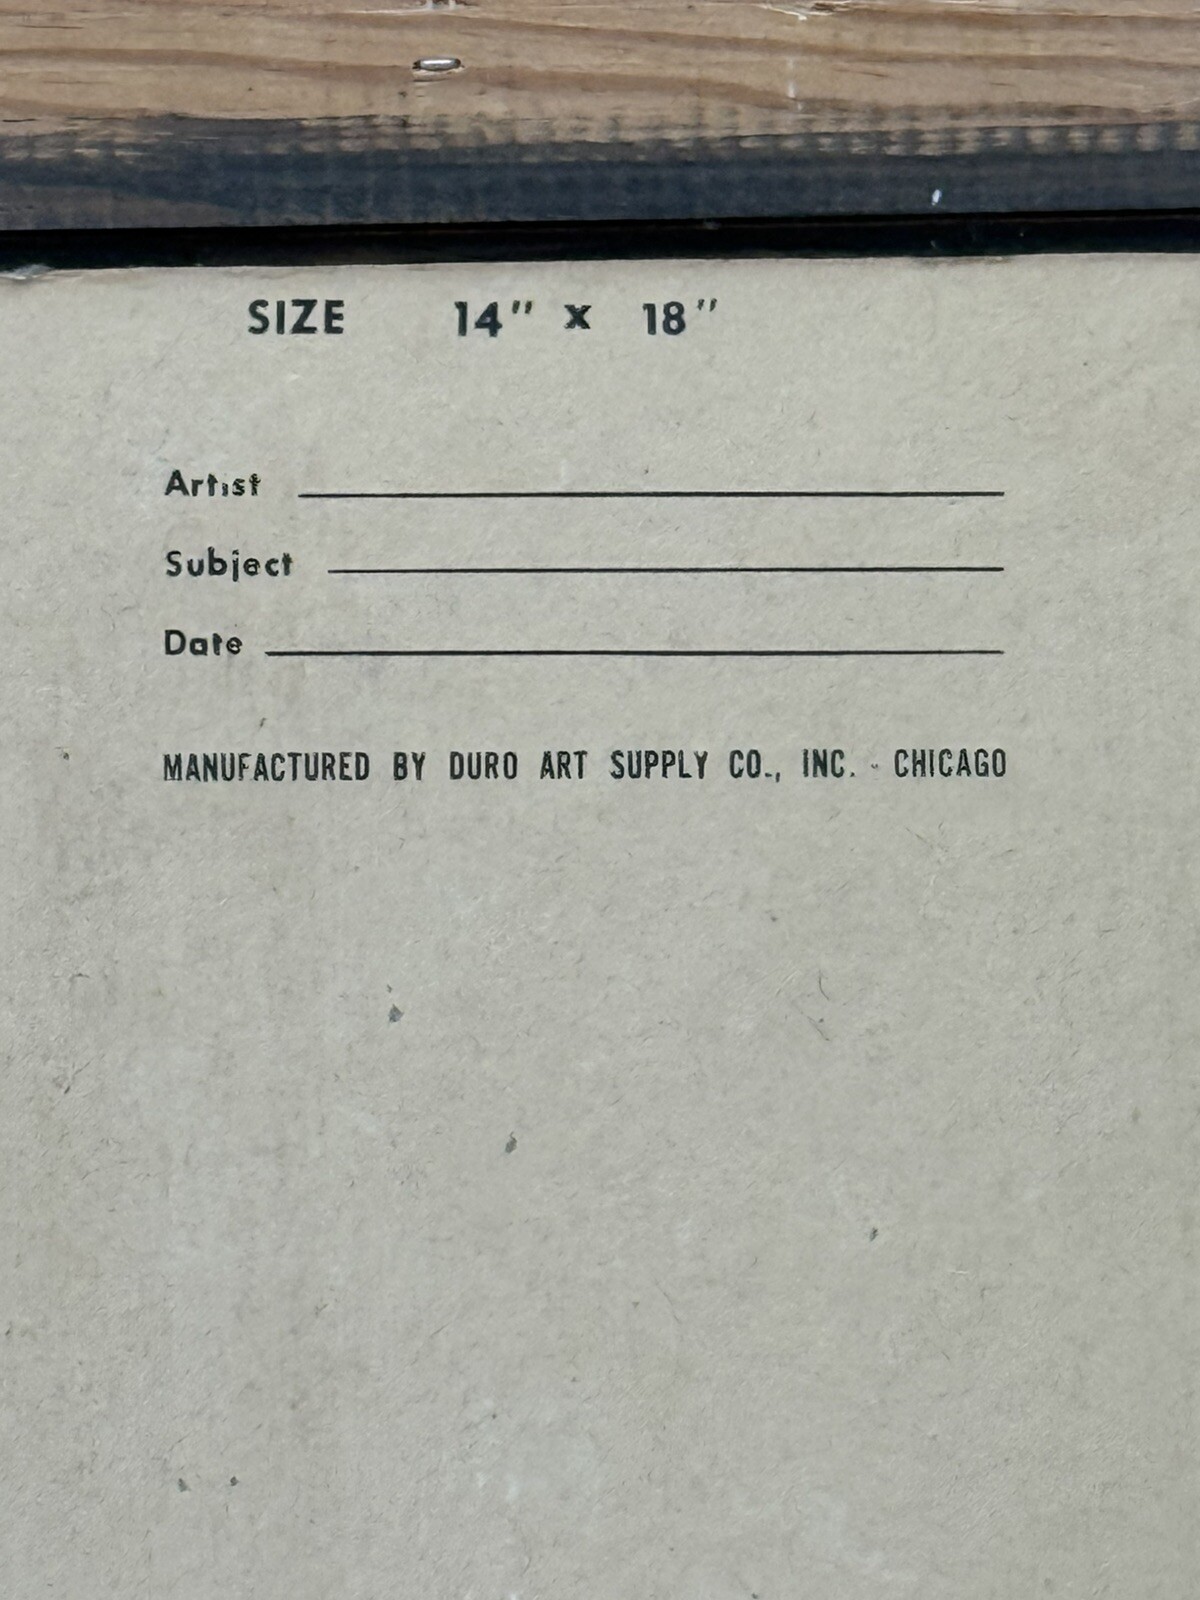 SIZE 14" x 18"
Artist
Subject
Date
MANUFACTURED BY DURO ART SUPPLY CO., INC. - CHICAGO